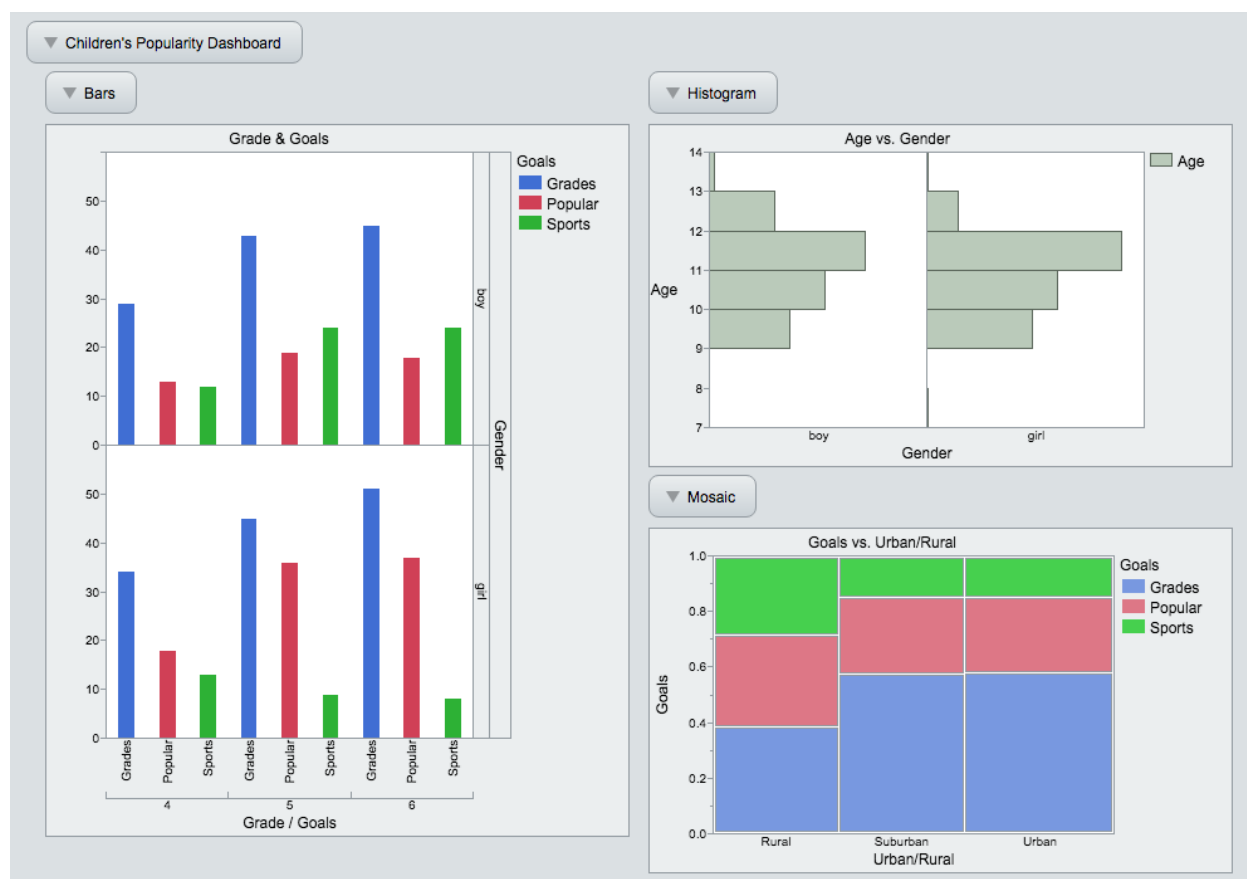 Children's Popularity Dashboard
Bars
Grade & Goals
Goals
Grades
Popular
Sports
50
40
30
20
10
0
boy
50
40
30
20
10
0
girl
Gender
Grades Popular Sports Grades Popular Sports Grades Popular Sports
4 5 6
Grade / Goals
Histogram
Age vs. Gender
Age
14
13
12
11
10
9
8
7
Age
boy girl
Gender
Mosaic
Goals vs. Urban/Rural
Goals
Grades
Popular
Sports
1.0
0.8
0.6
0.4
0.2
0.0
Goals
Rural Suburban Urban
Urban/Rural